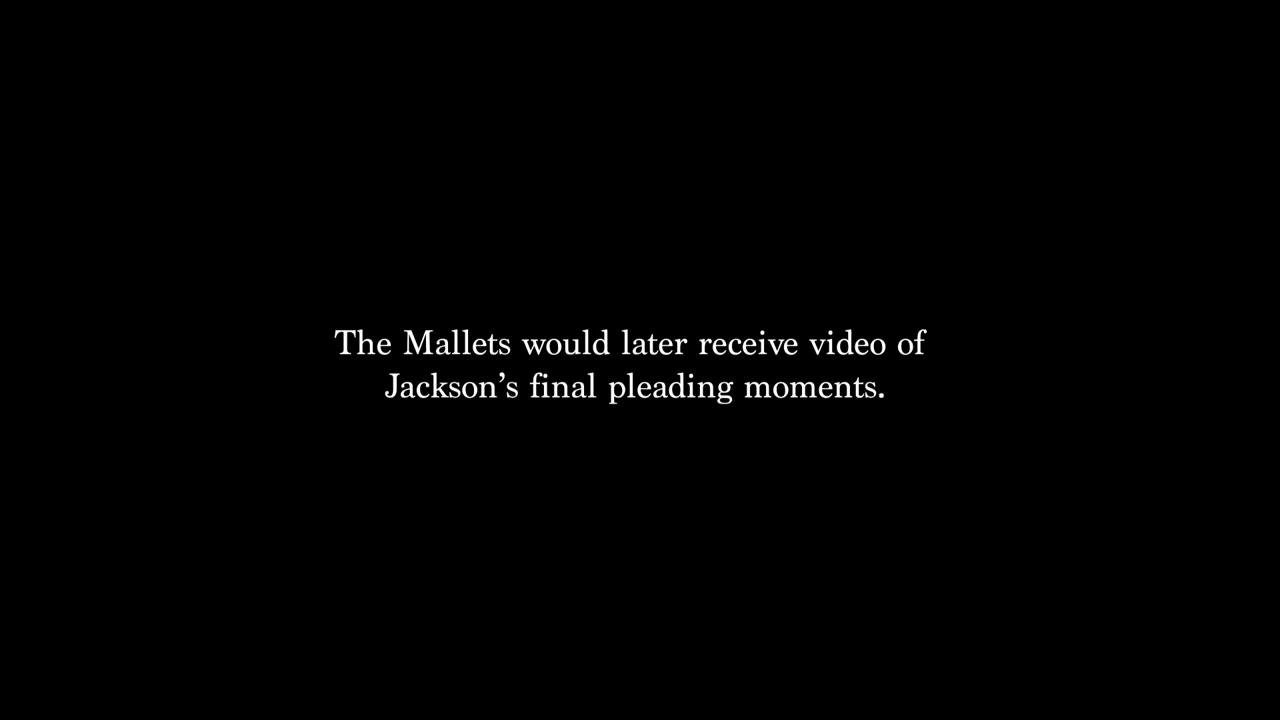 The Mallets would later receive video of
Jackson’s final pleading moments.